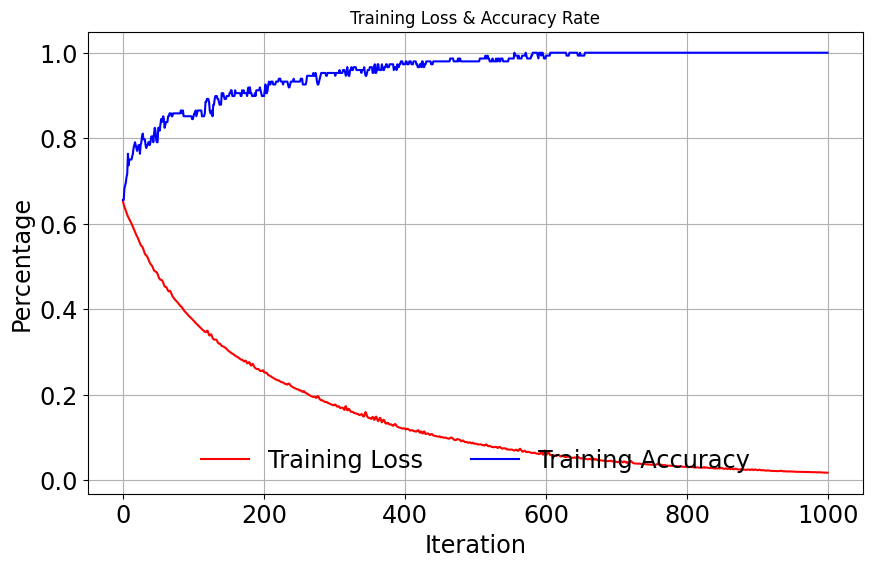 Training Loss & Accuracy Rate
1.0
0.8
0.6
0.4
0.2
0.0
Percentage
Training Loss
Training Accuracy
0 200 400 600 800 1000
Iteration